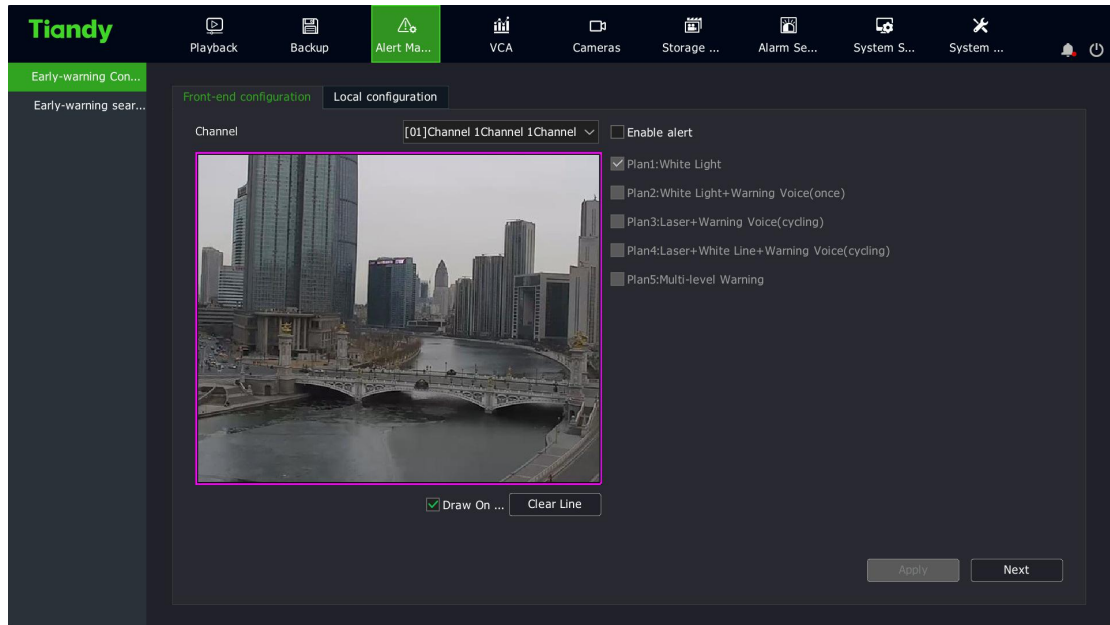 Tiandy
Playback
Backup
Alert Ma...
VCA
Cameras
Storage ...
Alarm Se...
System S...
System ...
Early-warning Con...
Early-warning sear...
Front-end configuration
Local configuration
Channel
[01]Channel 1Channel 1Channel
Enable alert
Plan1:White Light
Plan2:White Light+Warning Voice(once)
Plan3:Laser+Warning Voice(cycling)
Plan4:Laser+White Line+Warning Voice(cycling)
Plan5:Multi-level Warning
Draw On ...
Clear Line
Apply
Next